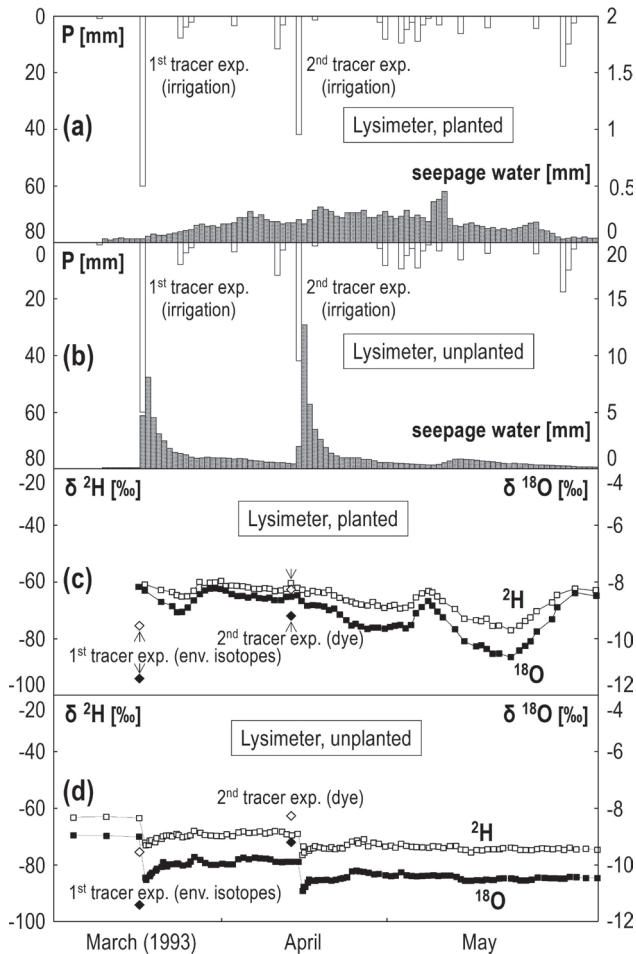 0 P [mm] 2
1st tracer exp. 2nd tracer exp.
(irrigation) (irrigation)
20 1.5
(a) Lysimeter, planted
40 1
seepage water [mm]
60 0.5
80 0
0 P [mm]
1st tracer exp. 2nd tracer exp.
(irrigation) (irrigation)
20 20
15
(b) Lysimeter, unplanted
40 10
seepage water [mm]
60 5
80 0
-20 δ ²H [‰] δ ¹⁸O [‰] -4
Lysimeter, planted
-40 -6
(c)
-60 ²H -8
2nd tracer exp. (dye)
1st tracer exp. (env. isotopes)
-80 ¹⁸O -10
-100 -12
-20 δ ²H [‰] δ ¹⁸O [‰] -4
Lysimeter, unplanted
-40 -6
(d) 2nd tracer exp. (dye)
-60 ²H -8
-80 -10
1st tracer exp. (env. isotopes) ¹⁸O
-100 -12
March (1993) April May